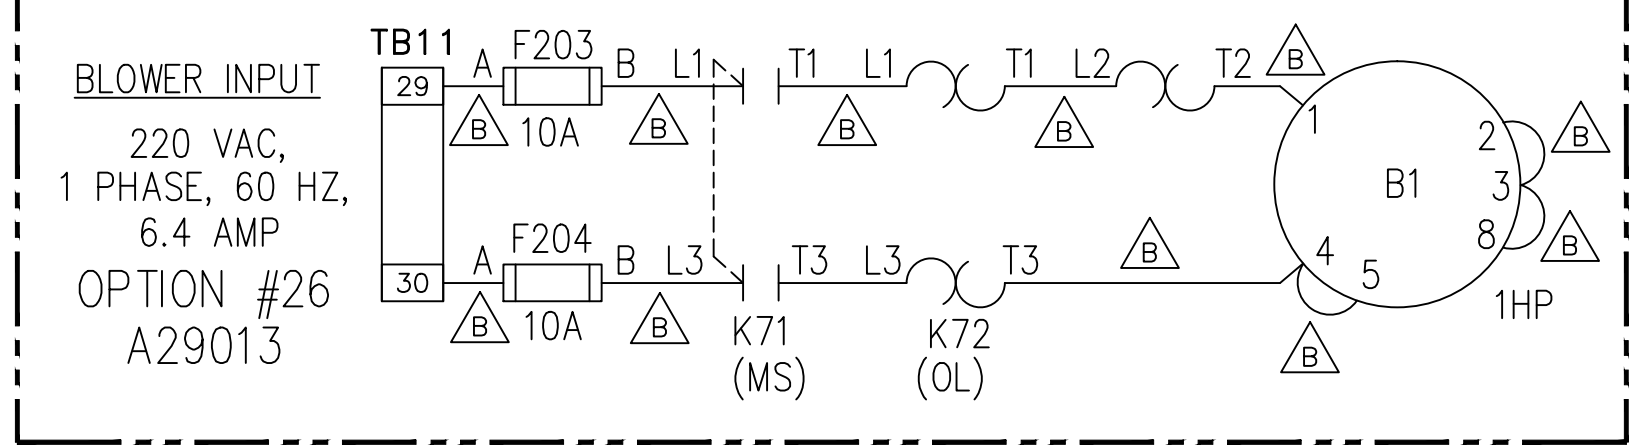 BLOWER INPUT
220 VAC,
1 PHASE, 60 HZ,
6.4 AMP
OPTION #26
A29013
TB11
29
30
A
F203
B
10A
B
L1
B
T1
L1
B
T1
L2
B
T2
B
A
F204
B
10A
B
L3
B
T3
L3
T3
B
K71
(MS)
K72
(OL)
1
2
B
3
B1
8
B
4
5
1HP
B